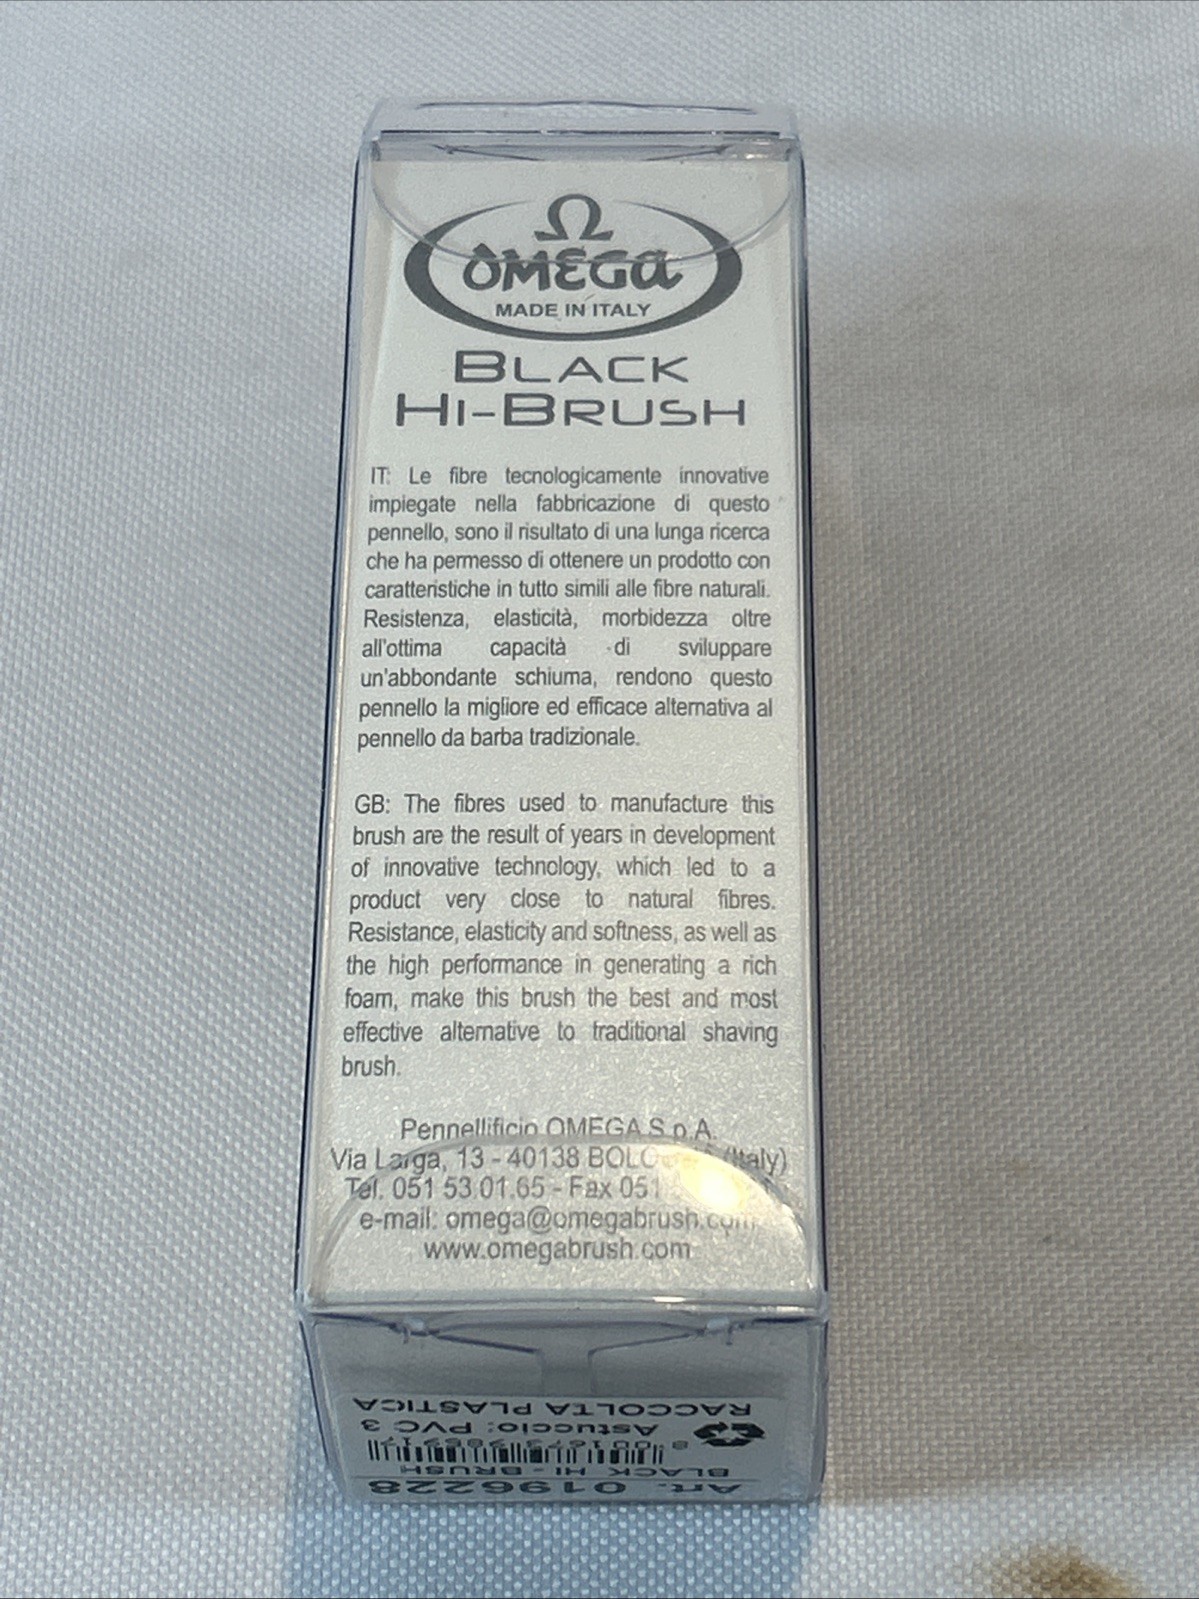 Ω
OMEGA
MADE IN ITALY
BLACK
HI-BRUSH
IT: Le fibre tecnologicamente innovative
impiegate nella fabbricazione di questo
pennello, sono il risultato di una lunga ricerca
che ha permesso di ottenere un prodotto con
caratteristiche in tutto simili alle fibre naturali.
Resistenza, elasticità, morbidezza oltre
all'ottima capacità di sviluppare
un'abbondante schiuma, rendono questo
pennello la migliore ed efficace alternativa al
pennello da barba tradizionale.
GB: The fibres used to manufacture this
brush are the result of years in development
of innovative technology, which led to a
product very close to natural fibres.
Resistance, elasticity and softness, as well as
the high performance in generating a rich
foam, make this brush the best and most
effective alternative to traditional shaving
brush.
Pennellificio OMEGA S.p.A.
Via Larga, 13 - 40138 (Italy)
Tel. 051 53.01.65 - Fax 051
e-mail: omega@omegabrush.com
www.omegabrush.com
Art. 0196228
BLACK HI - BRUSH
Astuccio: PVC 3
RACCOLTA PLASTICA